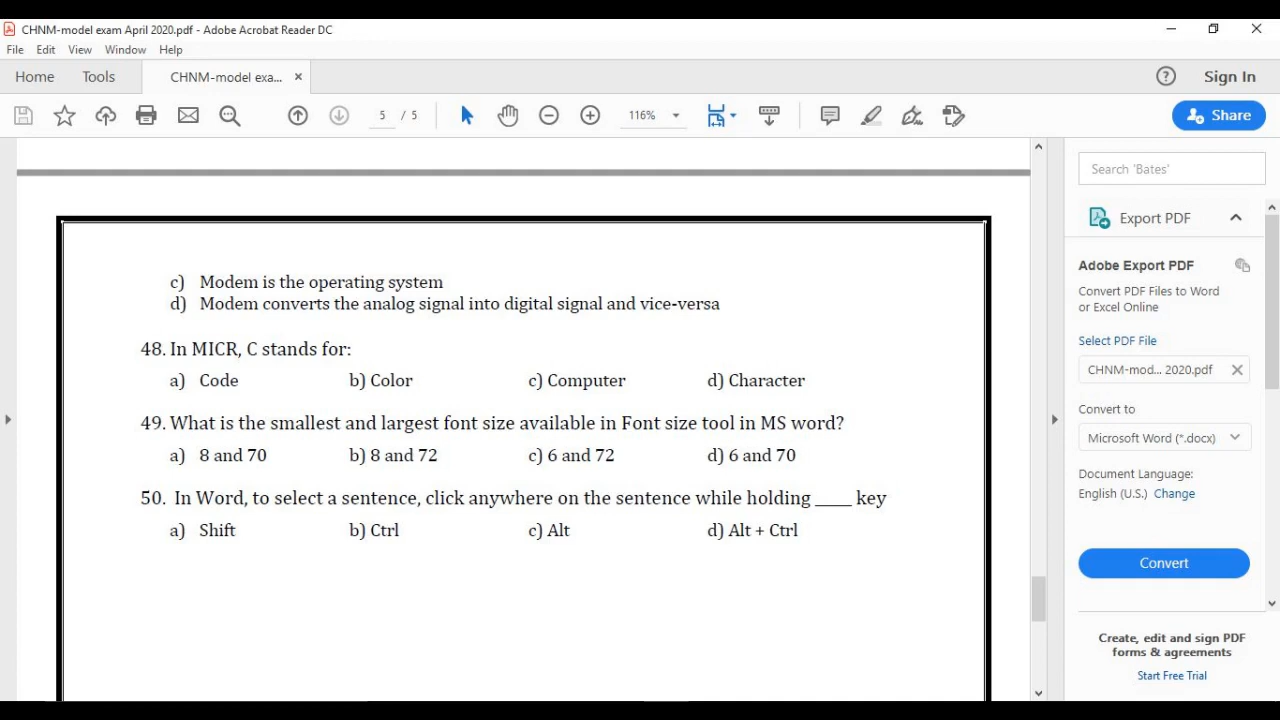 CHNM-model exam April 2020.pdf - Adobe Acrobat Reader DC
File Edit View Window Help
Home Tools CHNM-model exa... × Sign In
5 / 5 116% Share
Search 'Bates'
Export PDF
Adobe Export PDF
Convert PDF Files to Word
or Excel Online
Select PDF File
CHNM-mod... 2020.pdf
Convert to
Microsoft Word (*.docx)
Document Language:
English (U.S.) Change
Convert
Create, edit and sign PDF
forms & agreements
Start Free Trial
c) Modem is the operating system
d) Modem converts the analog signal into digital signal and vice-versa
48. In MICR, C stands for:
a) Code b) Color c) Computer d) Character
49. What is the smallest and largest font size available in Font size tool in MS word?
a) 8 and 70 b) 8 and 72 c) 6 and 72 d) 6 and 70
50. In Word, to select a sentence, click anywhere on the sentence while holding ____ key
a) Shift b) Ctrl c) Alt d) Alt + Ctrl